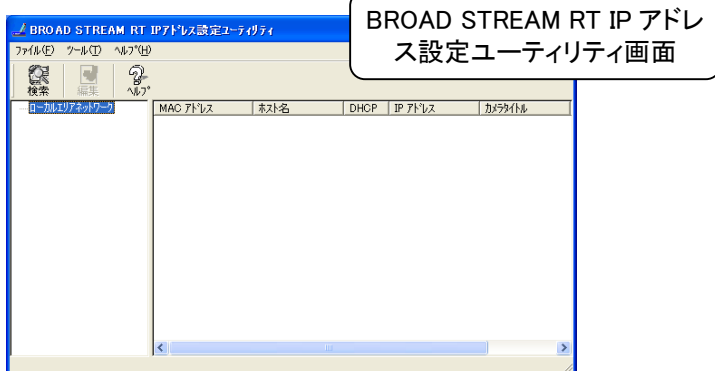 BROAD STREAM RT IP アドレ
ス設定ユーティリティ画面
BROAD STREAM RT IPｱﾄﾞﾚｽ設定ﾕｰﾃｨﾘﾃｨ
ﾌｧｲﾙ(F) ﾂｰﾙ(T) ﾍﾙﾌﾟ(H)
検索 編集 ﾍﾙﾌﾟ
ﾛｰｶﾙｴﾘｱﾈｯﾄﾜｰｸ MAC ｱﾄﾞﾚｽ ﾎｽﾄ名 DHCP IP ｱﾄﾞﾚｽ ｶﾒﾗﾀｲﾄﾙ